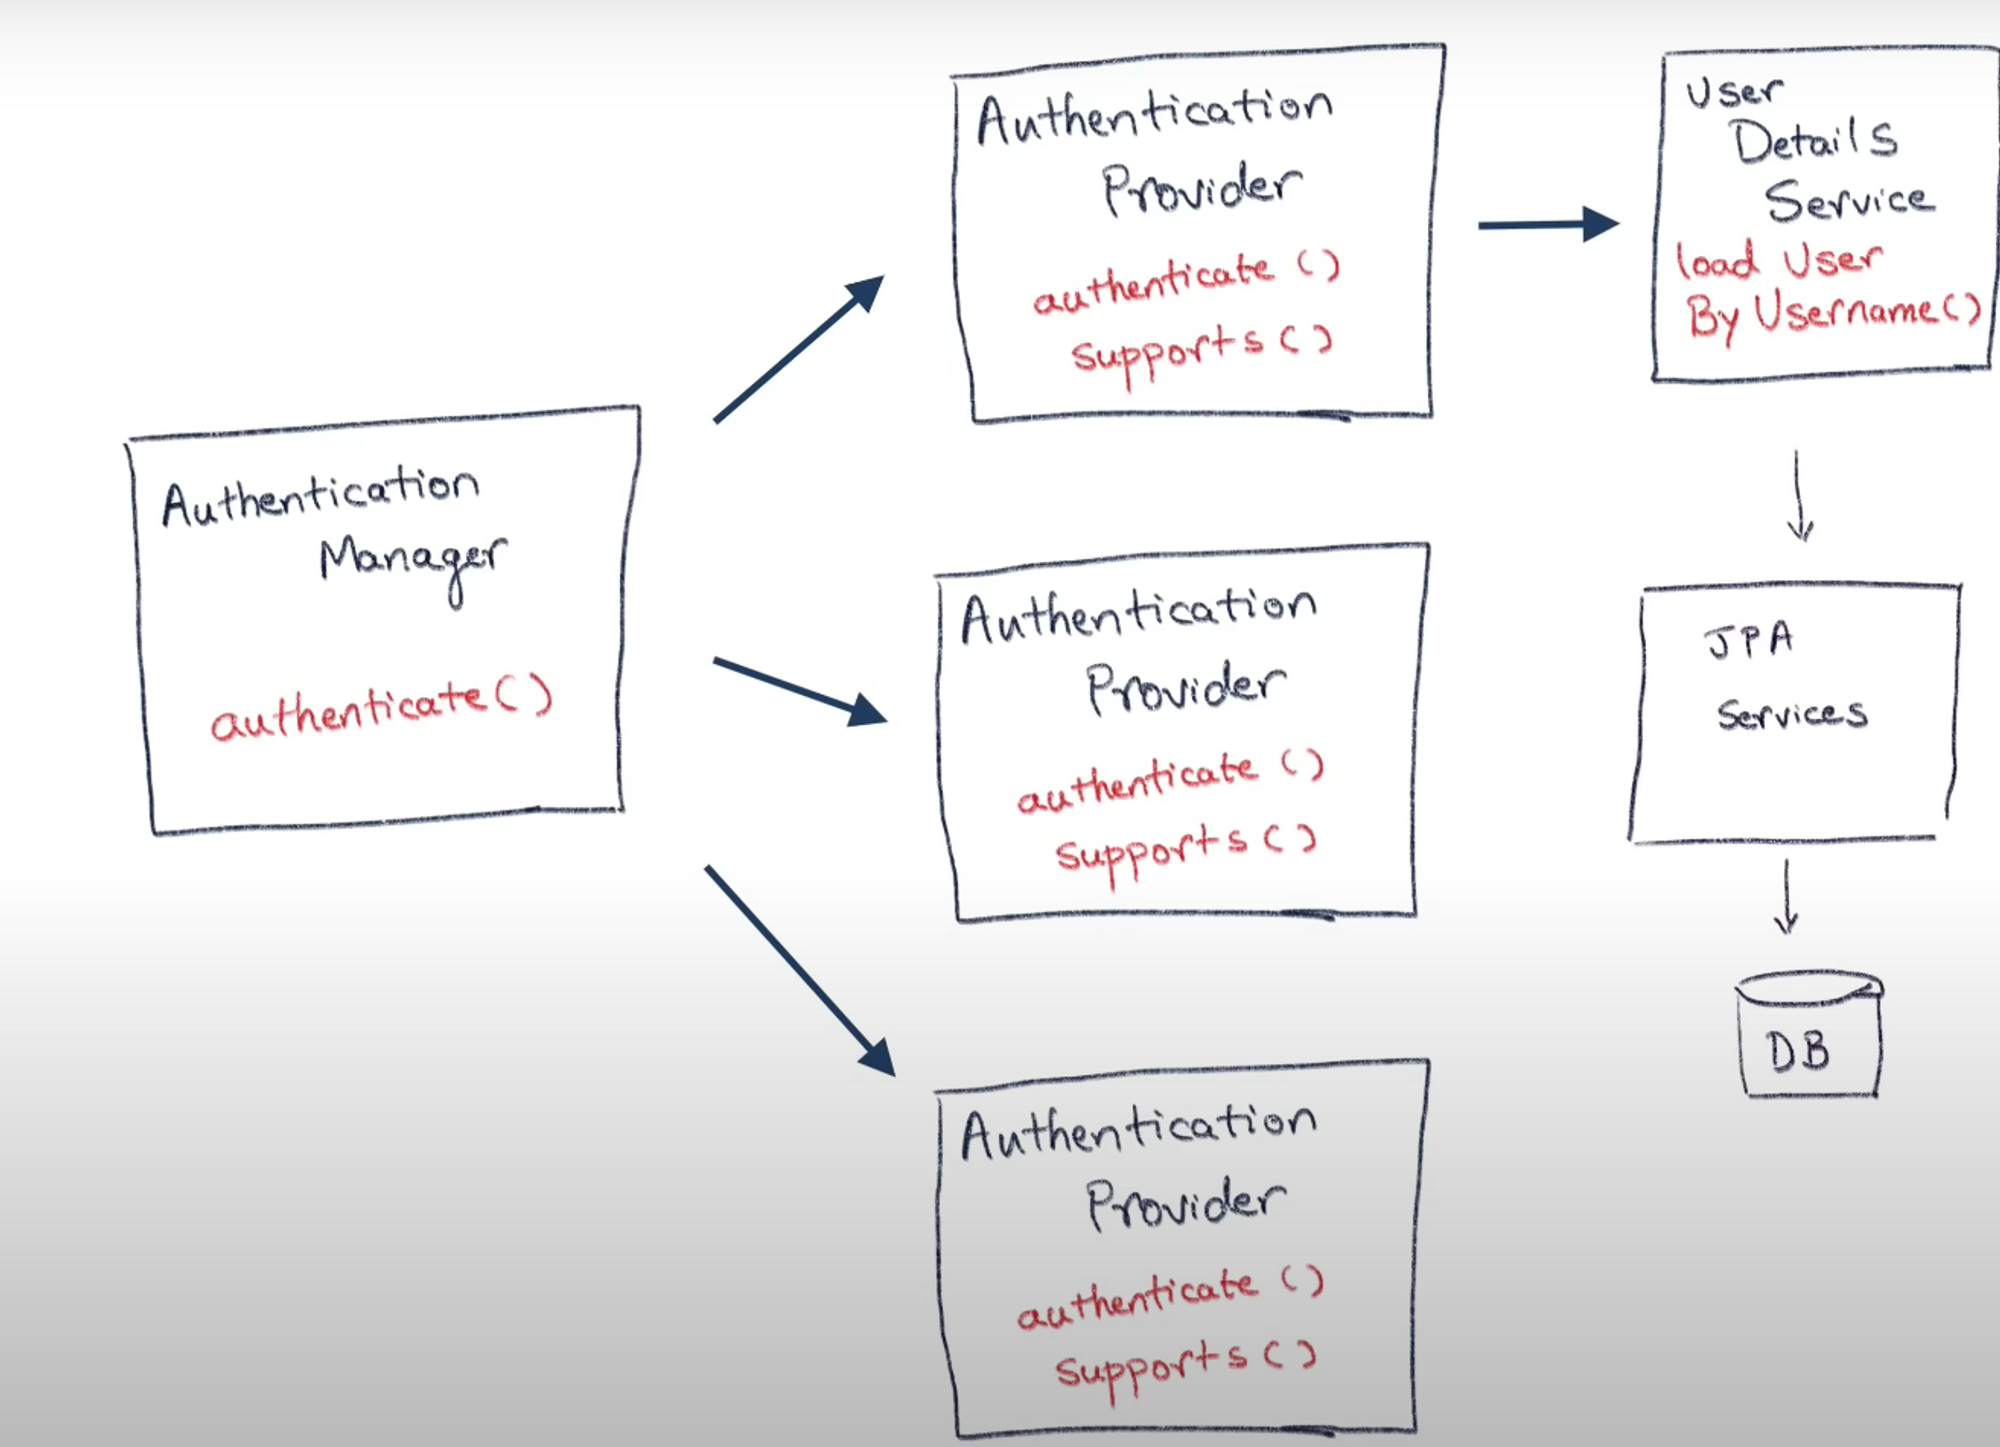 Authentication
Manager
authenticate()
Authentication
Provider
authenticate ()
supports ()
Authentication
Provider
authenticate ()
supports ()
Authentication
Provider
authenticate ()
supports ()
User
Details
Service
load User
By Username()
JPA
Services
DB